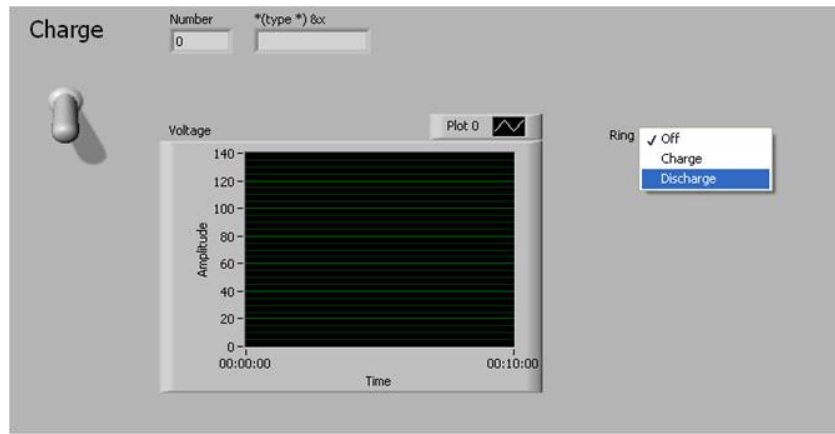 Charge
Number
*(type *) &x
0
Voltage
Plot 0
140
120
100
80
60
40
20
0
Amplitude
00:00:00
00:10:00
Time
Ring
✓ Off
Charge
Discharge